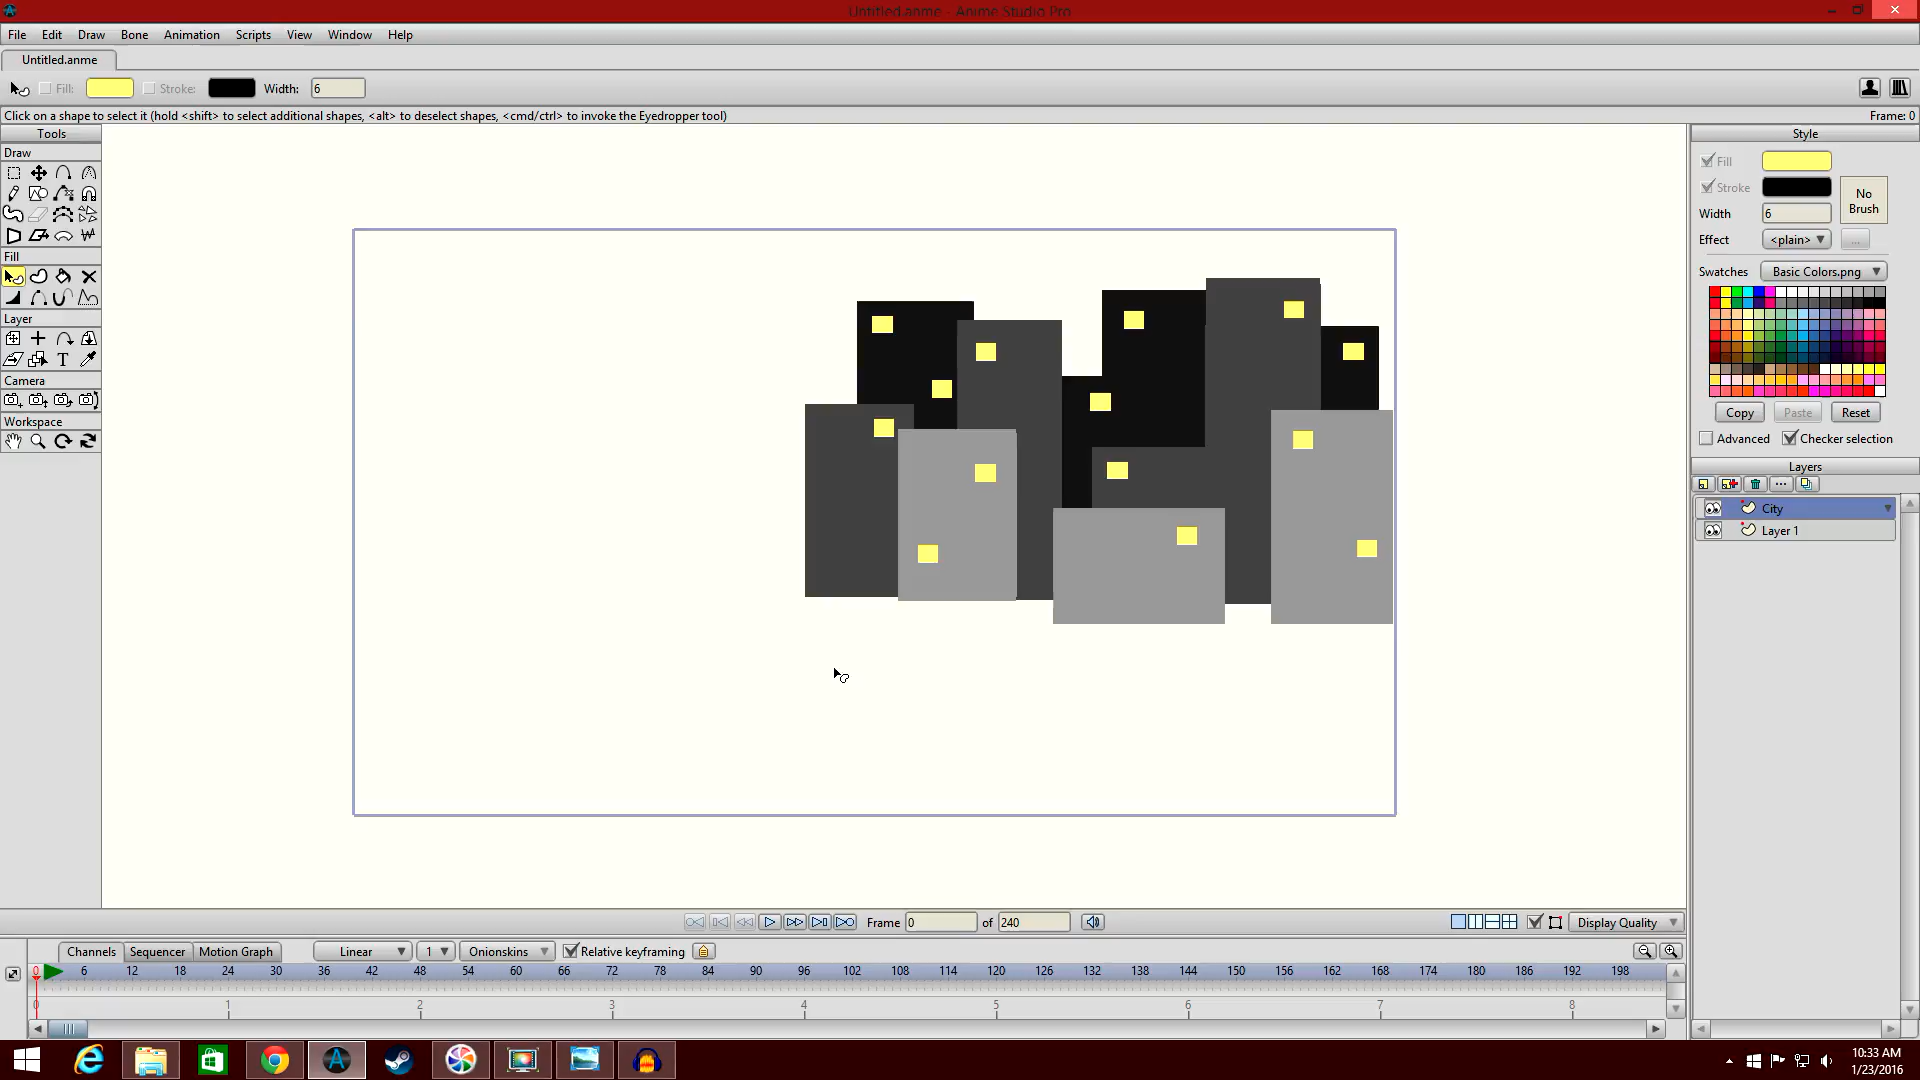 Untitled.anme - Anime Studio Pro
File Edit Draw Bone Animation Scripts View Window Help
Untitled.anme
Fill: Stroke: Width: 6
Click on a shape to select it (hold <shift> to select additional shapes, <alt> to deselect shapes, <cmd/ctrl> to invoke the Eyedropper tool) Frame: 0
Tools
Draw
Fill
Layer
T
Camera
Workspace
Style
Fill
Stroke
No Brush
Width 6
Effect <plain> ...
Swatches Basic Colors.png
Copy Paste Reset
Advanced Checker selection
Layers
City
Layer 1
Frame 0 of 240 Display Quality
Channels Sequencer Motion Graph Linear 1 Onionskins Relative keyframing
0 6 12 18 24 30 36 42 48 54 60 66 72 78 84 90 96 102 108 114 120 126 132 138 144 150 156 162 168 174 180 186 192 198
0 1 2 3 4 5 6 7 8
10:33 AM
1/23/2016